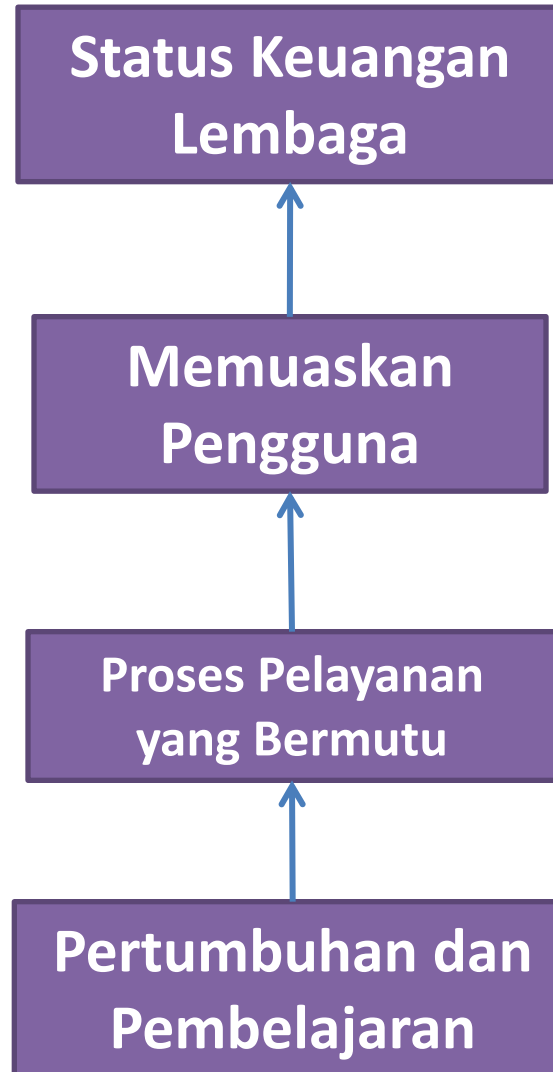 Status Keuangan
Lembaga
Memuaskan
Pengguna
Proses Pelayanan
yang Bermutu
Pertumbuhan dan
Pembelajaran